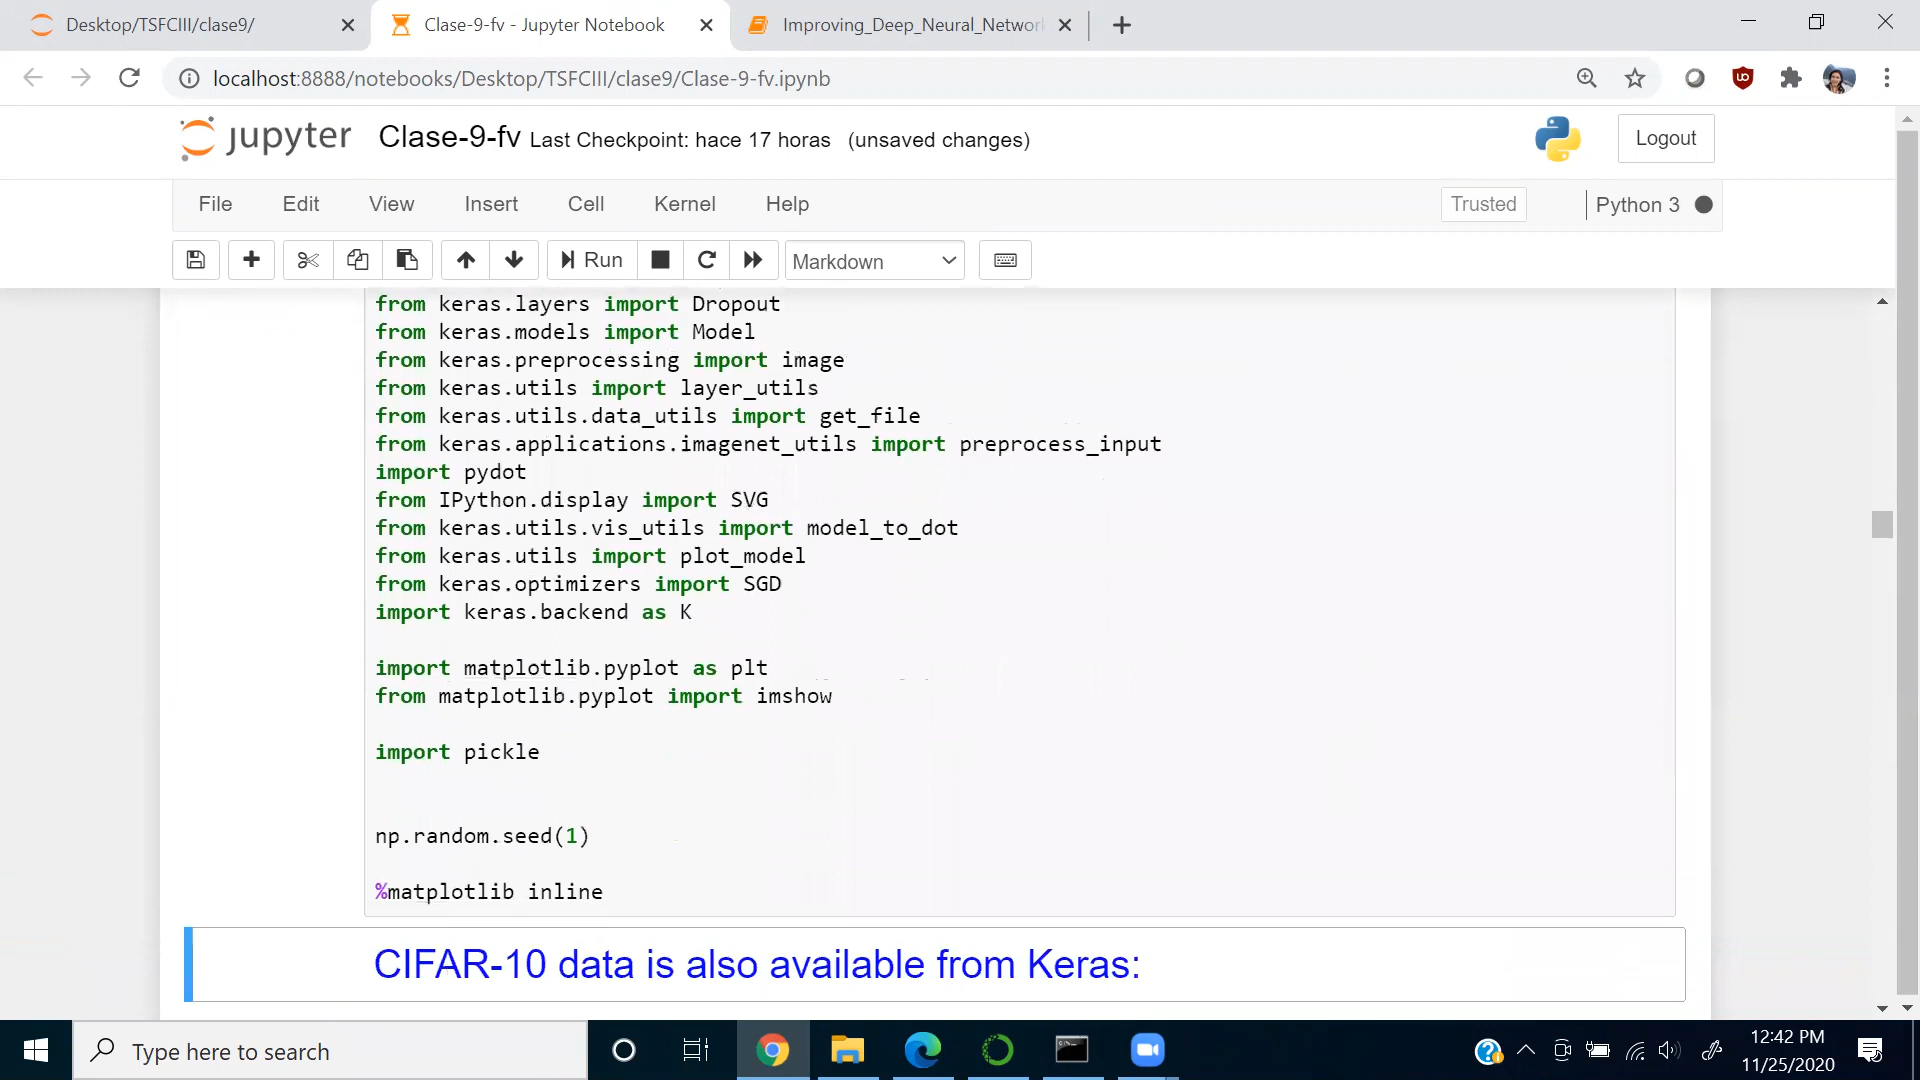 Desktop/TSFCIII/clase9/
Clase-9-fv - Jupyter Notebook
Improving_Deep_Neural_Networ
localhost:8888/notebooks/Desktop/TSFCIII/clase9/Clase-9-fv.ipynb
jupyter Clase-9-fv Last Checkpoint: hace 17 horas (unsaved changes)
Logout
File Edit View Insert Cell Kernel Help
Trusted
Python 3
Run
Markdown
from keras.layers import Dropout
from keras.models import Model
from keras.preprocessing import image
from keras.utils import layer_utils
from keras.utils.data_utils import get_file
from keras.applications.imagenet_utils import preprocess_input
import pydot
from IPython.display import SVG
from keras.utils.vis_utils import model_to_dot
from keras.utils import plot_model
from keras.optimizers import SGD
import keras.backend as K
import matplotlib.pyplot as plt
from matplotlib.pyplot import imshow
import pickle
np.random.seed(1)
%matplotlib inline
CIFAR-10 data is also available from Keras:
Type here to search
12:42 PM
11/25/2020